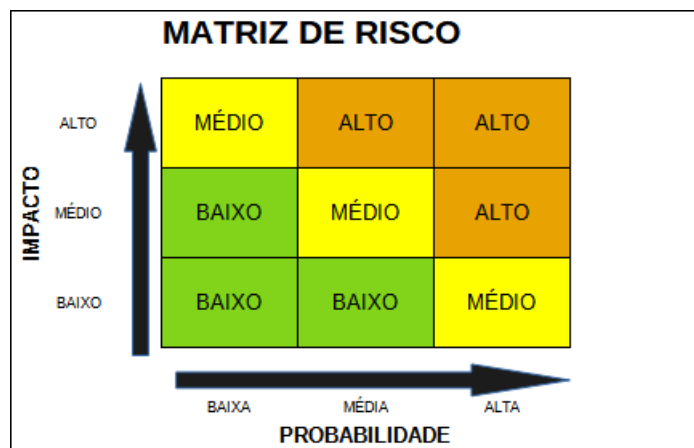 MATRIZ DE RISCO
ALTO MÉDIO ALTO ALTO
IMPACTO
MÉDIO BAIXO MÉDIO ALTO
BAIXO BAIXO BAIXO MÉDIO
BAIXA MÉDIA ALTA
PROBABILIDADE